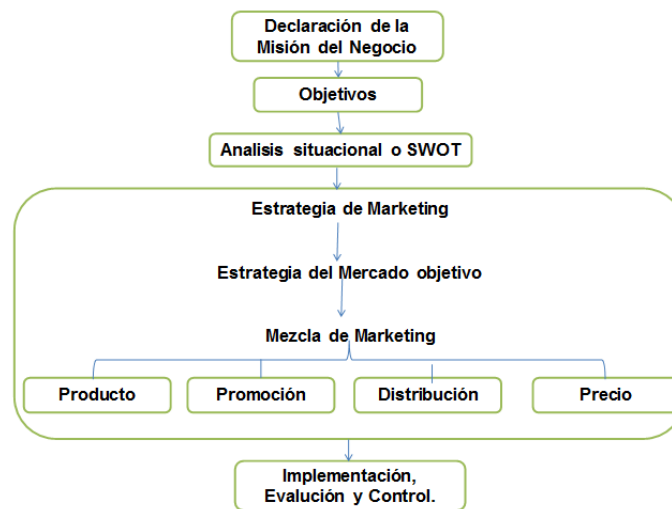 Declaración de la
Misión del Negocio
Objetivos
Analisis situacional o SWOT
Estrategia de Marketing
Estrategia del Mercado objetivo
Mezcla de Marketing
Producto
Promoción
Distribución
Precio
Implementación,
Evalución y Control.